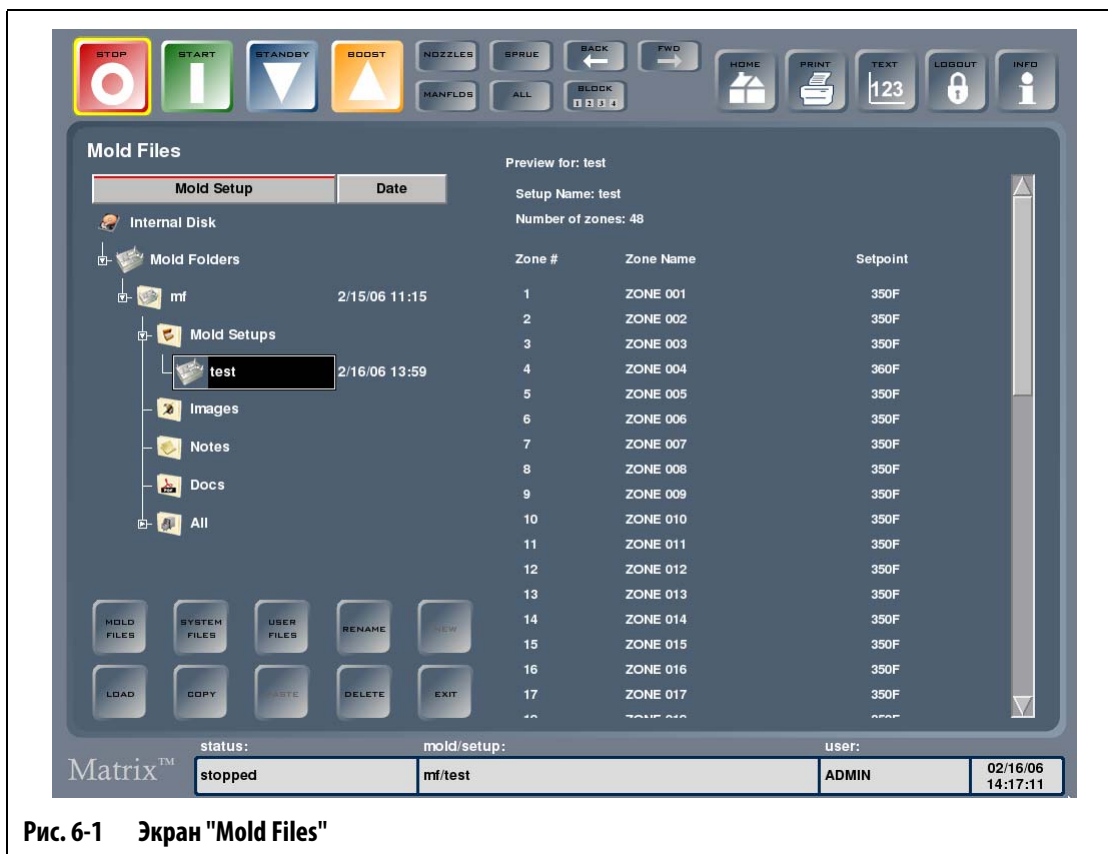 STOP START STANDBY BOOST NOZZLES SPRUE BACK FWD HOME PRINT TEXT LOGOUT INFO
MANFLDS ALL BLOCK 123
1 2 3 4
Mold Files
Mold Setup Date
Internal Disk
Mold Folders
mf 2/15/06 11:15
Mold Setups
test 2/16/06 13:59
Images
Notes
Docs
All
Preview for: test
Setup Name: test
Number of zones: 48
Zone # Zone Name Setpoint
1 ZONE 001 350F
2 ZONE 002 350F
3 ZONE 003 350F
4 ZONE 004 360F
5 ZONE 005 350F
6 ZONE 006 350F
7 ZONE 007 350F
8 ZONE 008 350F
9 ZONE 009 350F
10 ZONE 010 350F
11 ZONE 011 350F
12 ZONE 012 350F
13 ZONE 013 350F
14 ZONE 014 350F
15 ZONE 015 350F
16 ZONE 016 350F
17 ZONE 017 350F
MOLD FILES SYSTEM FILES USER FILES RENAME NEW
LOAD COPY PASTE DELETE EXIT
status: mold/setup: user:
Matrix™ stopped mf/test ADMIN 02/16/06
14:17:11
Рис. 6-1 Экран "Mold Files"